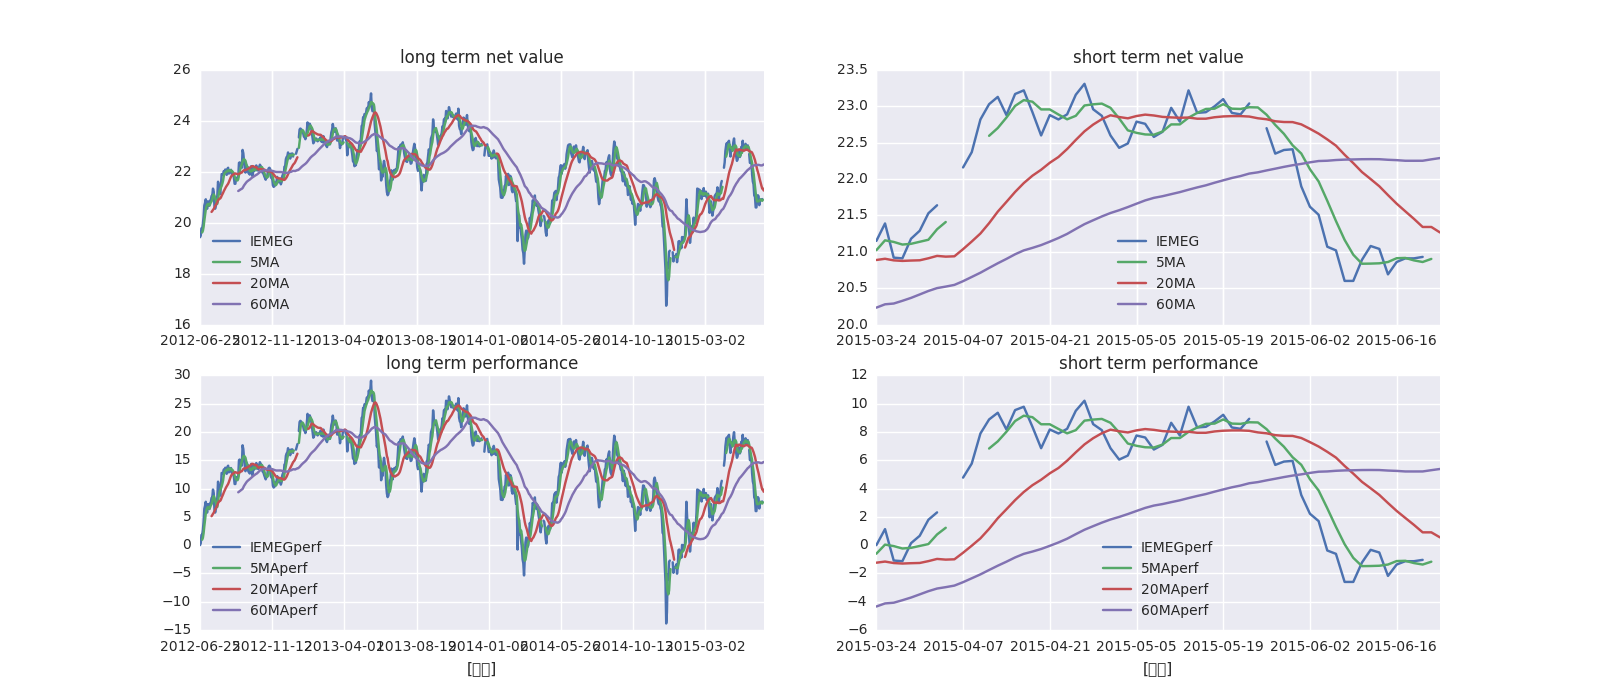 long term net value
26
24
22
20
18
16
IEMEG
5MA
20MA
60MA
2012-06-25 2012-11-12 2013-04-01 2013-08-19 2014-01-06 2014-05-26 2014-10-13 2015-03-02
short term net value
23.5
23.0
22.5
22.0
21.5
21.0
20.5
20.0
IEMEG
5MA
20MA
60MA
2015-03-24 2015-04-07 2015-04-21 2015-05-05 2015-05-19 2015-06-02 2015-06-16
long term performance
30
25
20
15
10
5
0
−5
−10
−15
IEMEGperf
5MAperf
20MAperf
60MAperf
2012-06-25 2012-11-12 2013-04-01 2013-08-19 2014-01-06 2014-05-26 2014-10-13 2015-03-02
short term performance
12
10
8
6
4
2
0
−2
−4
−6
IEMEGperf
5MAperf
20MAperf
60MAperf
2015-03-24 2015-04-07 2015-04-21 2015-05-05 2015-05-19 2015-06-02 2015-06-16